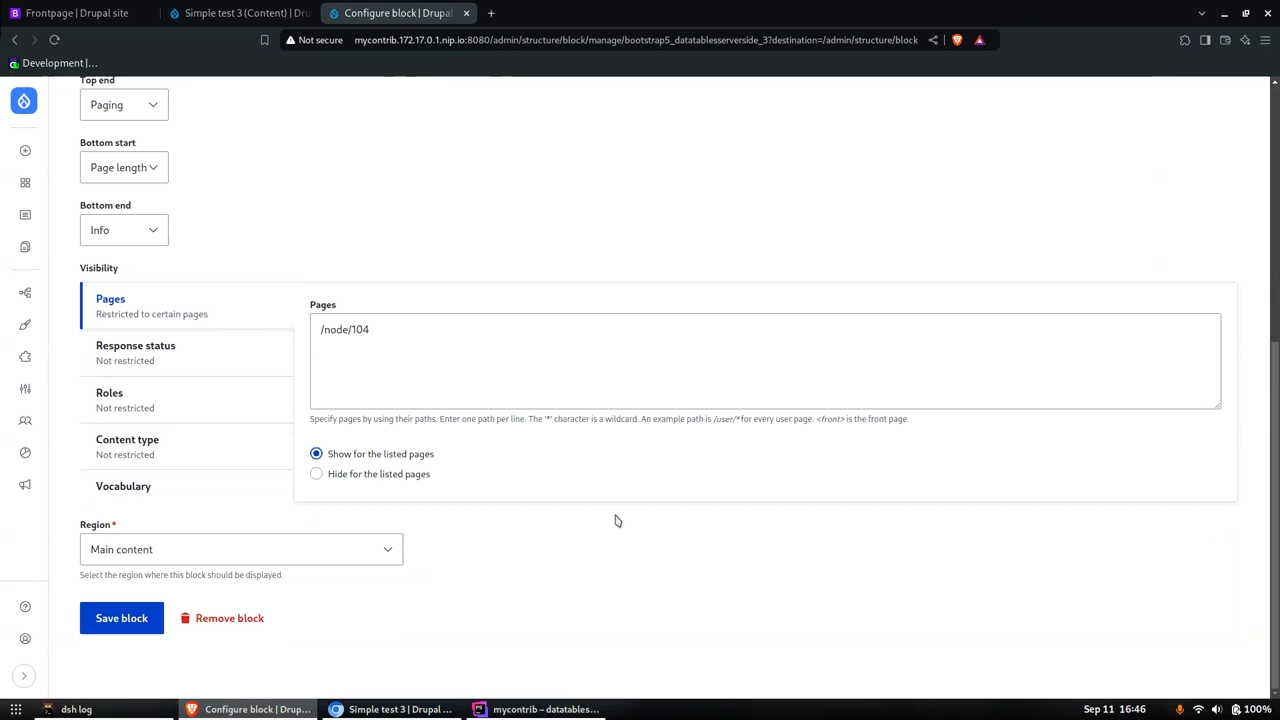 Frontpage | Drupal site
Simple test 3 (Content) | Dru
Configure block | Drupal
Not secure
mycontrib.172.17.0.1.nip.io:8080/admin/structure/block/manage/bootstrap5_datatablesserverside_3?destination=/admin/structure/block
Development |...
Top end
Paging
Bottom start
Page length
Bottom end
Info
Visibility
Pages
Restricted to certain pages
Response status
Not restricted
Roles
Not restricted
Content type
Not restricted
Vocabulary
Pages
/node/104
Specify pages by using their paths. Enter one path per line. The '*' character is a wildcard. An example path is /user/* for every user page. <front> is the front page.
Show for the listed pages
Hide for the listed pages
Region*
Main content
Select the region where this block should be displayed.
Save block
Remove block
dsh log
Configure block | Drup...
Simple test 3 | Drupal ...
mycontrib – datatables...
Sep 11 16:46
100%